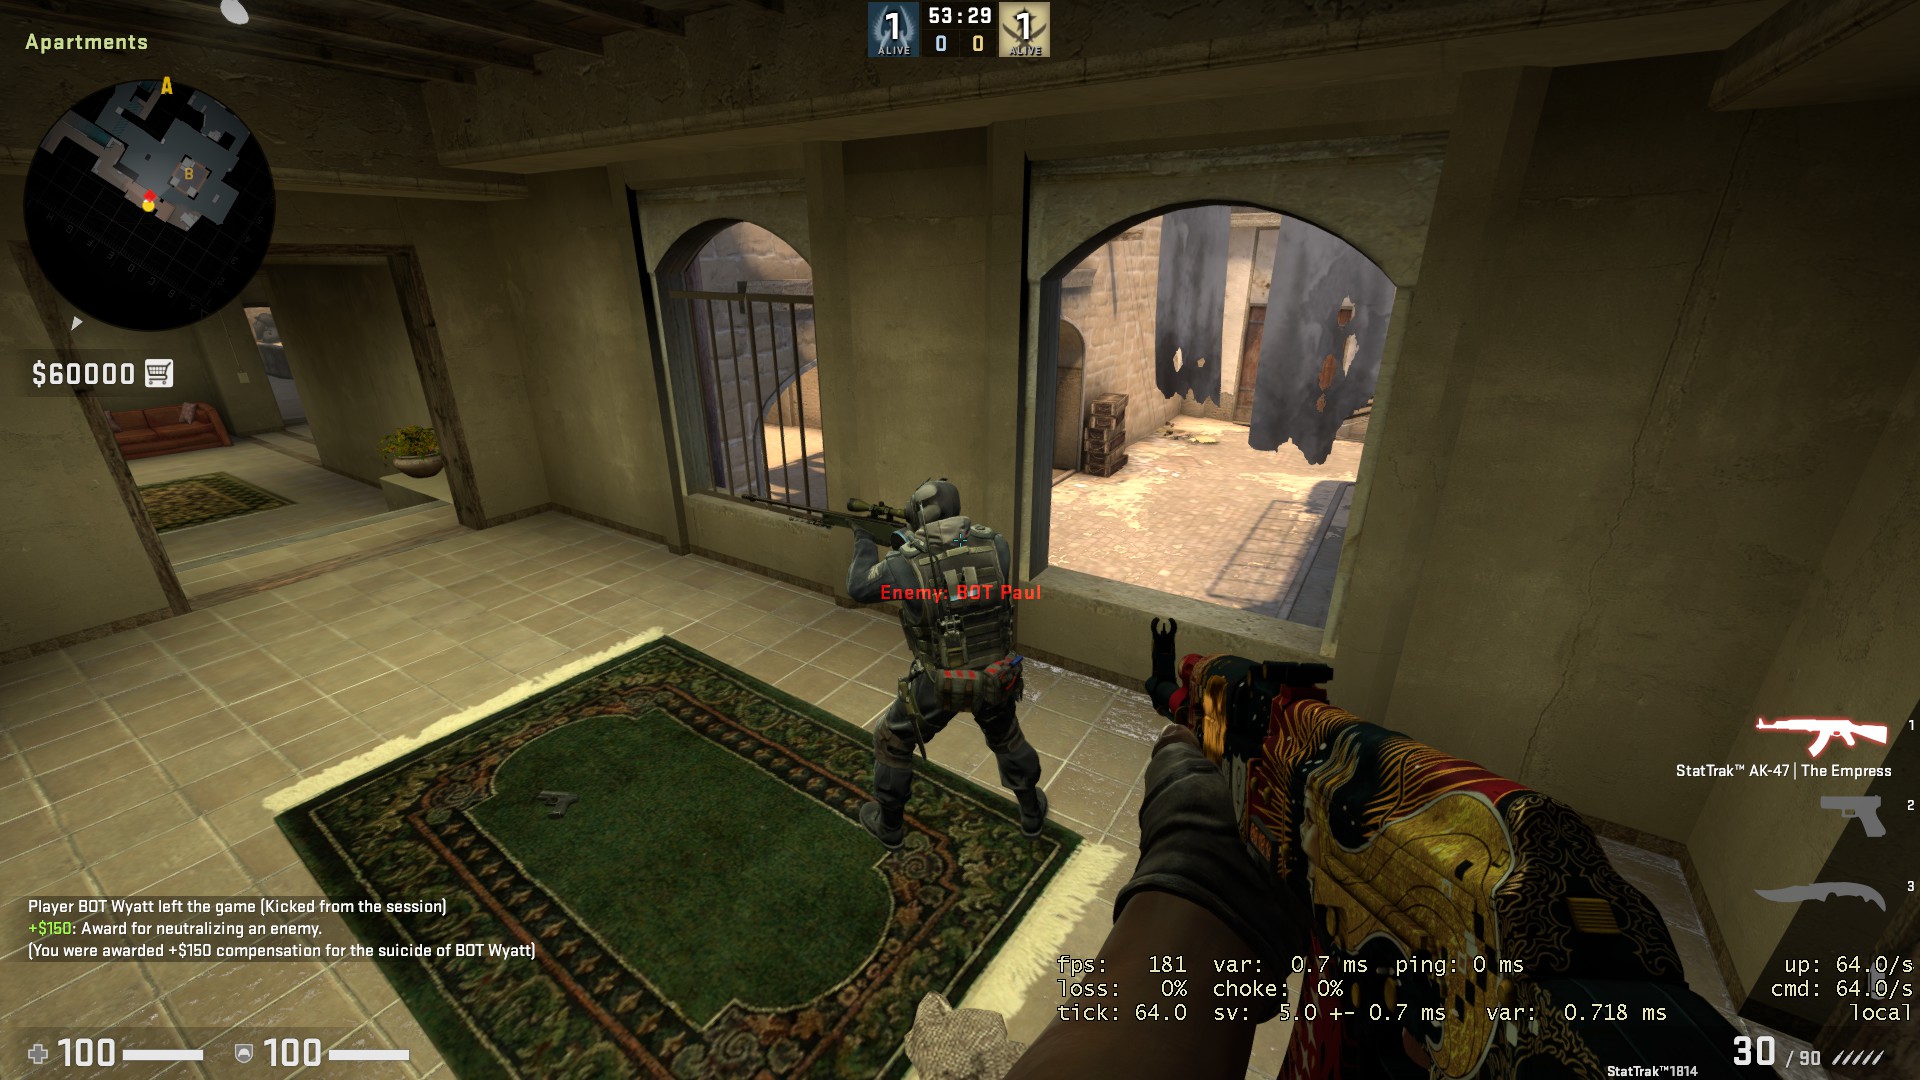 1 53:29 1
ALIVE 0 0 ALIVE
Apartments
A
B
$60000
Enemy: BOT Paul
1
StatTrak™ AK-47 | The Empress
2
3
Player BOT Wyatt left the game (Kicked from the session)
+$150: Award for neutralizing an enemy.
(You were awarded +$150 compensation for the suicide of BOT Wyatt)
fps: 181 var: 0.7 ms ping: 0 ms up: 64.0/s
loss: 0% choke: 0% cmd: 64.0/s
tick: 64.0 sv: 5.0 +- 0.7 ms var: 0.718 ms local
100 100 30 / 90
StatTrak™1814